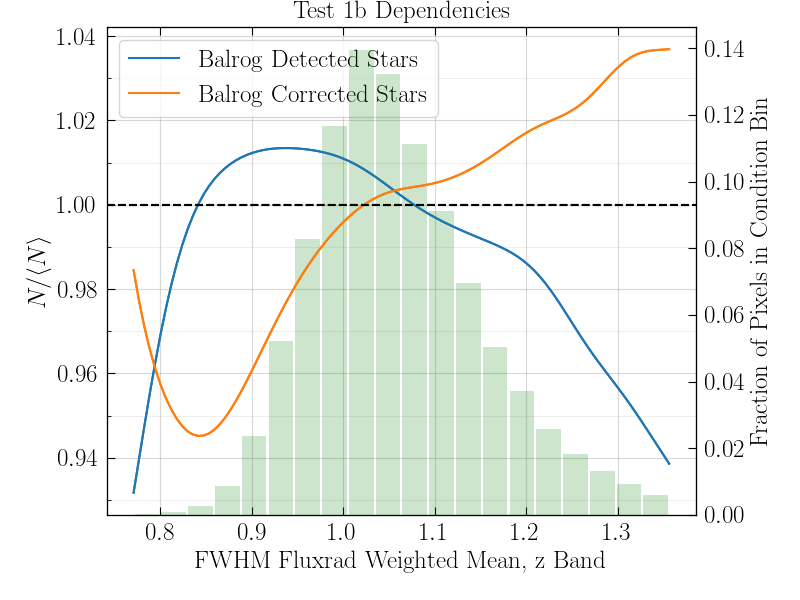 Test 1b Dependencies
Balrog Detected Stars
Balrog Corrected Stars
1.04
1.02
1.00
0.98
0.96
0.94
N/⟨N⟩
0.14
0.12
0.10
0.08
0.06
0.04
0.02
0.00
Fraction of Pixels in Condition Bin
0.8 0.9 1.0 1.1 1.2 1.3
FWHM Fluxrad Weighted Mean, z Band